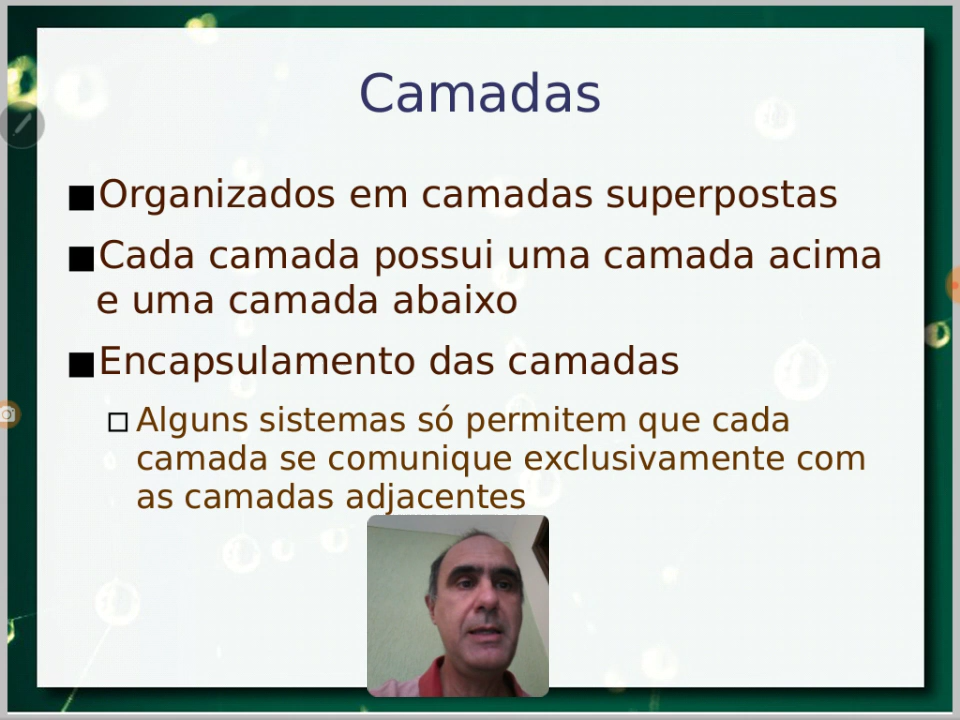 Camadas
Organizados em camadas superpostas
Cada camada possui uma camada acima
e uma camada abaixo
Encapsulamento das camadas
Alguns sistemas só permitem que cada
camada se comunique exclusivamente com
as camadas adjacentes